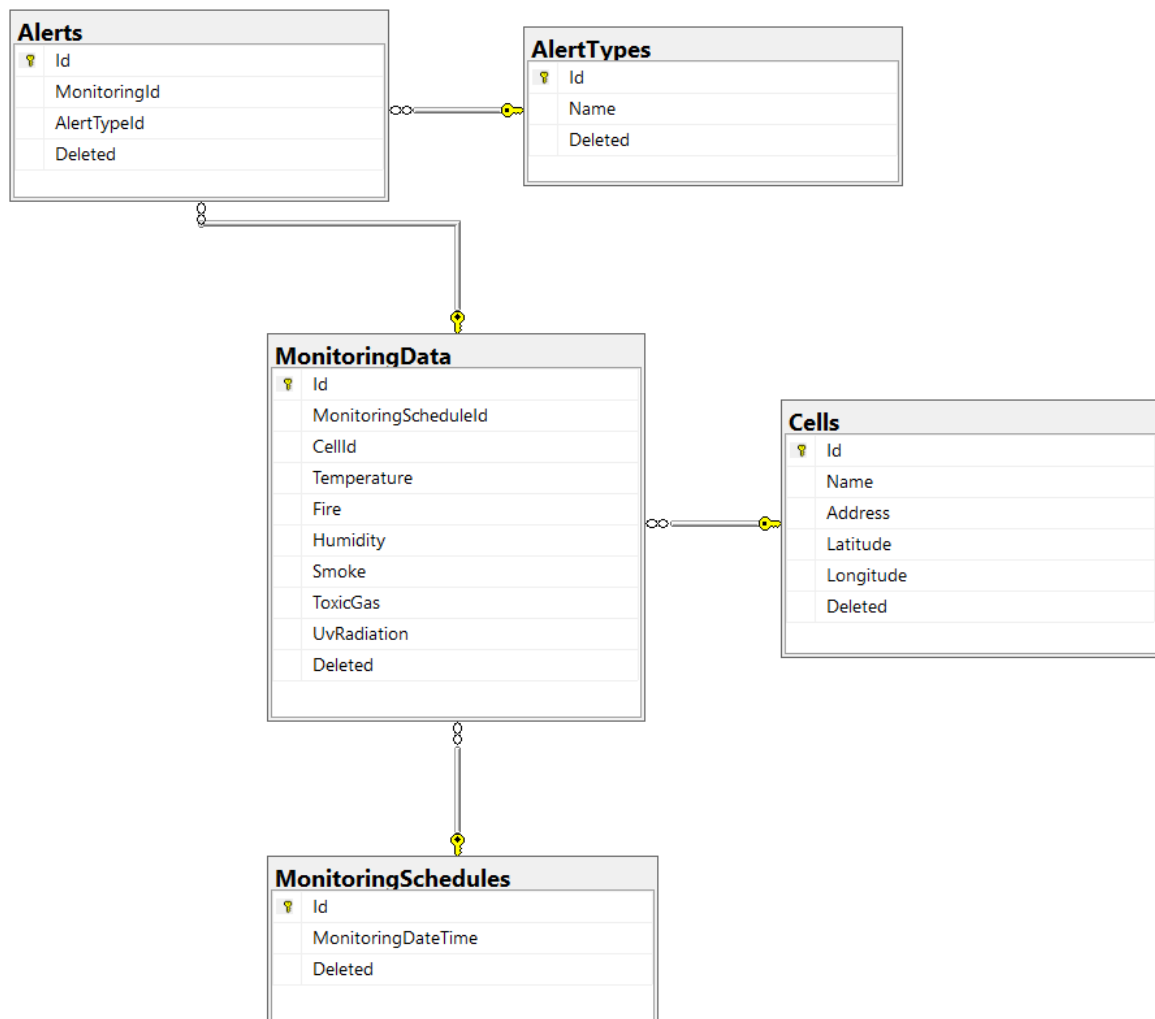 Alerts
Id
MonitoringId
AlertTypeId
Deleted
AlertTypes
Id
Name
Deleted
MonitoringData
Id
MonitoringScheduleId
CellId
Temperature
Fire
Humidity
Smoke
ToxicGas
UvRadiation
Deleted
Cells
Id
Name
Address
Latitude
Longitude
Deleted
MonitoringSchedules
Id
MonitoringDateTime
Deleted